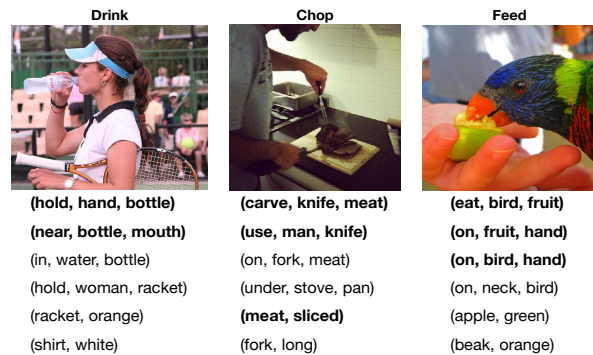 Drink
Chop
Feed
(hold, hand, bottle)
(near, bottle, mouth)
(in, water, bottle)
(hold, woman, racket)
(racket, orange)
(shirt, white)
(carve, knife, meat)
(use, man, knife)
(on, fork, meat)
(under, stove, pan)
(meat, sliced)
(fork, long)
(eat, bird, fruit)
(on, fruit, hand)
(on, bird, hand)
(on, neck, bird)
(apple, green)
(beak, orange)